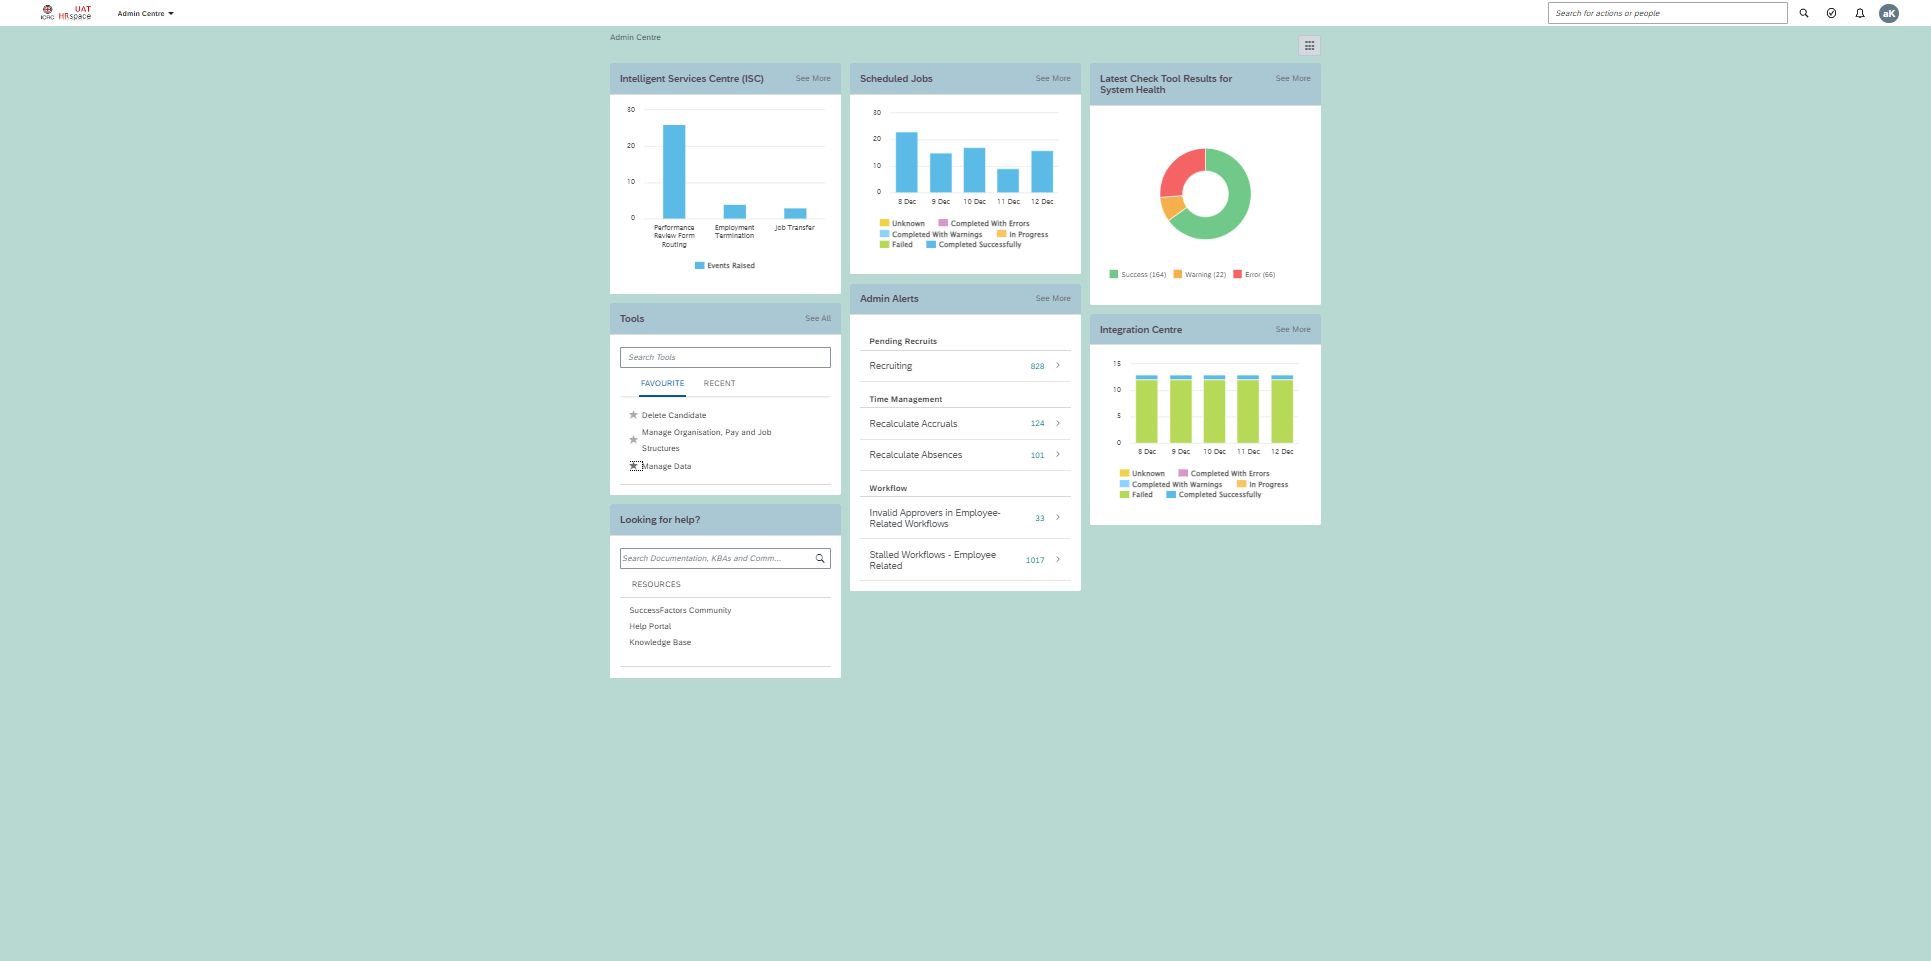 ICRC
UAT
HRspace
Admin Centre
Search for actions or people
aK
Admin Centre
Intelligent Services Centre (ISC)
See More
30
20
10
0
Performance
Review Form
Routing
Employment
Termination
Job Transfer
Events Raised
Tools
See All
Search Tools
FAVOURITE
RECENT
Delete Candidate
Manage Organisation, Pay and Job
Structures
Manage Data
Looking for help?
Search Documentation, KBAs and Comm...
RESOURCES
SuccessFactors Community
Help Portal
Knowledge Base
Scheduled Jobs
See More
30
20
10
0
8 Dec
9 Dec
10 Dec
11 Dec
12 Dec
Unknown
Completed With Errors
Completed With Warnings
In Progress
Failed
Completed Successfully
Admin Alerts
See More
Pending Recruits
Recruiting
828
Time Management
Recalculate Accruals
124
Recalculate Absences
101
Workflow
Invalid Approvers in Employee-
Related Workflows
33
Stalled Workflows - Employee
Related
1017
Latest Check Tool Results for
System Health
See More
Success (164)
Warning (22)
Error (66)
Integration Centre
See More
15
10
5
0
8 Dec
9 Dec
10 Dec
11 Dec
12 Dec
Unknown
Completed With Errors
Completed With Warnings
In Progress
Failed
Completed Successfully